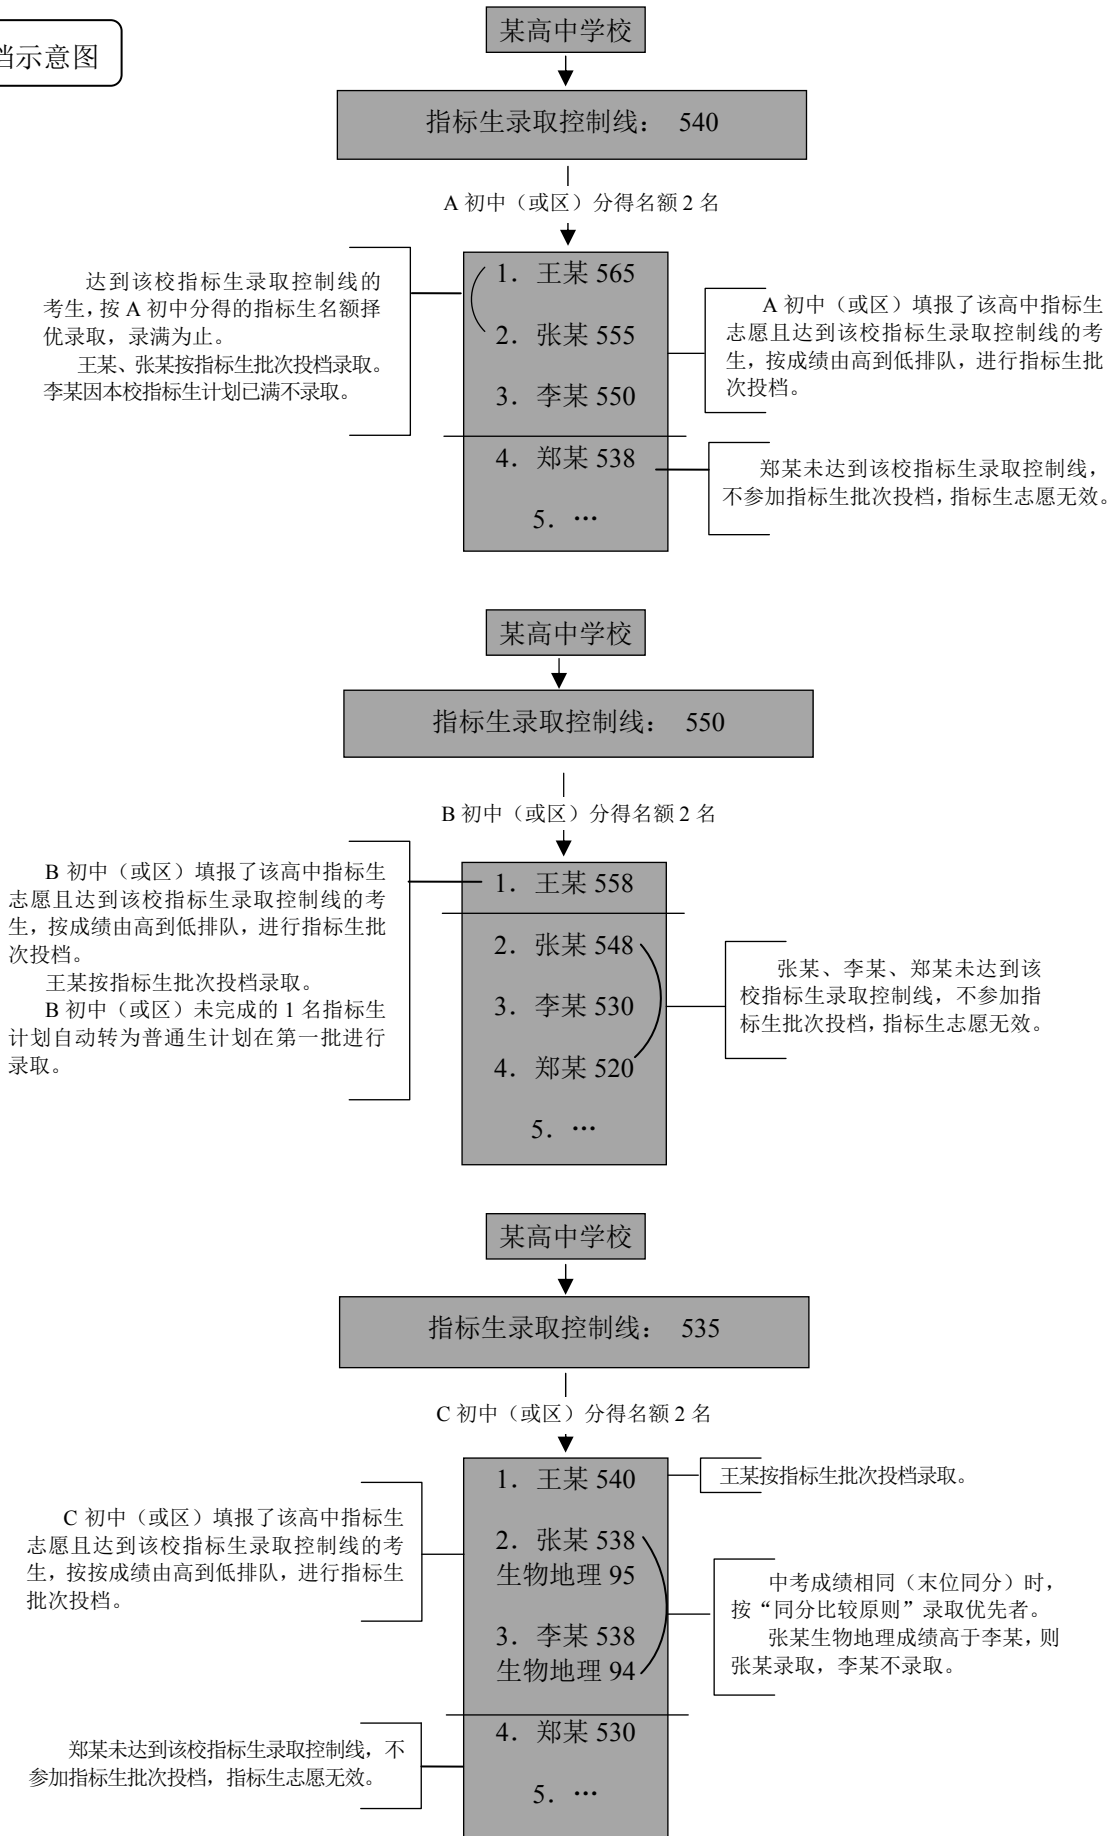 示意图
某高中学校
指标生录取控制线： 540
A 初中（或区）分得名额 2 名
达到该校指标生录取控制线的
考生，按 A 初中分得的指标生名额择
优录取，录满为止。
王某、张某按指标生批次投档录取。
李某因本校指标生计划已满不录取。
1．王某 565
2．张某 555
3．李某 550
4．郑某 538
5．…
A 初中（或区）填报了该高中指标生
志愿且达到该校指标生录取控制线的考
生，按成绩由高到低排队，进行指标生批
次投档。
郑某未达到该校指标生录取控制线，
不参加指标生批次投档，指标生志愿无效。
某高中学校
指标生录取控制线： 550
B 初中（或区）分得名额 2 名
B 初中（或区）填报了该高中指标生
志愿且达到该校指标生录取控制线的考
生，按成绩由高到低排队，进行指标生批
次投档。
王某按指标生批次投档录取。
B 初中（或区）未完成的 1 名指标生
计划自动转为普通生计划在第一批进行
录取。
1．王某 558
2．张某 548
3．李某 530
4．郑某 520
5．…
张某、李某、郑某未达到该
校指标生录取控制线，不参加指
标生批次投档，指标生志愿无效。
某高中学校
指标生录取控制线： 535
C 初中（或区）分得名额 2 名
C 初中（或区）填报了该高中指标生
志愿且达到该校指标生录取控制线的考
生，按按成绩由高到低排队，进行指标生
批次投档。
郑某未达到该校指标生录取控制线，不
参加指标生批次投档，指标生志愿无效。
1．王某 540
2．张某 538
生物地理 95
3．李某 538
生物地理 94
4．郑某 530
5．…
王某按指标生批次投档录取。
中考成绩相同（末位同分）时，
按“同分比较原则”录取优先者。
张某生物地理成绩高于李某，则
张某录取，李某不录取。